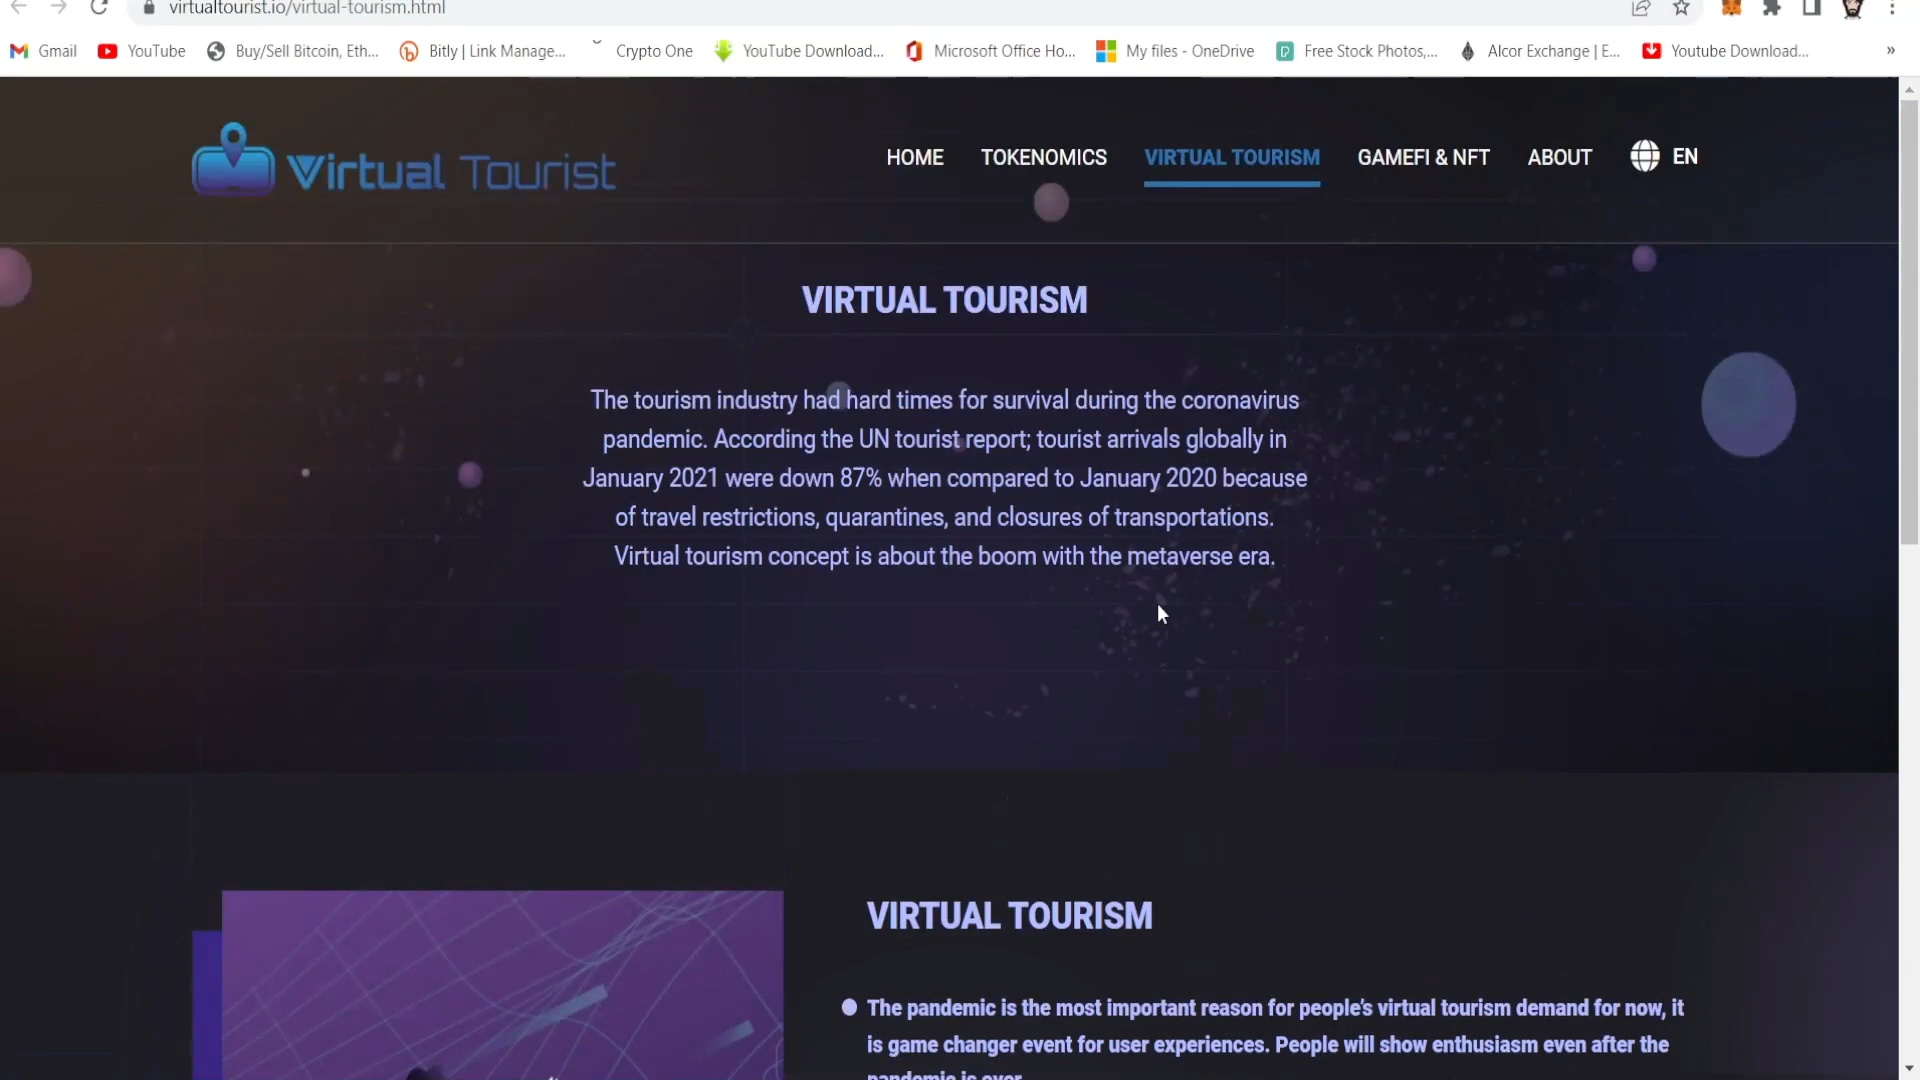 virtualtourist.io/virtual-tourism.html
Gmail
YouTube
Buy/Sell Bitcoin, Eth...
Bitly | Link Manage...
Crypto One
YouTube Download...
Microsoft Office Ho...
My files - OneDrive
Free Stock Photos,...
Alcor Exchange | E...
Youtube Download...
»
Virtual Tourist
HOME
TOKENOMICS
VIRTUAL TOURISM
GAMEFI & NFT
ABOUT
EN
VIRTUAL TOURISM
The tourism industry had hard times for survival during the coronavirus
pandemic. According the UN tourist report; tourist arrivals globally in
January 2021 were down 87% when compared to January 2020 because
of travel restrictions, quarantines, and closures of transportations.
Virtual tourism concept is about the boom with the metaverse era.
VIRTUAL TOURISM
The pandemic is the most important reason for people's virtual tourism demand for now, it
is game changer event for user experiences. People will show enthusiasm even after the
pandemic is over